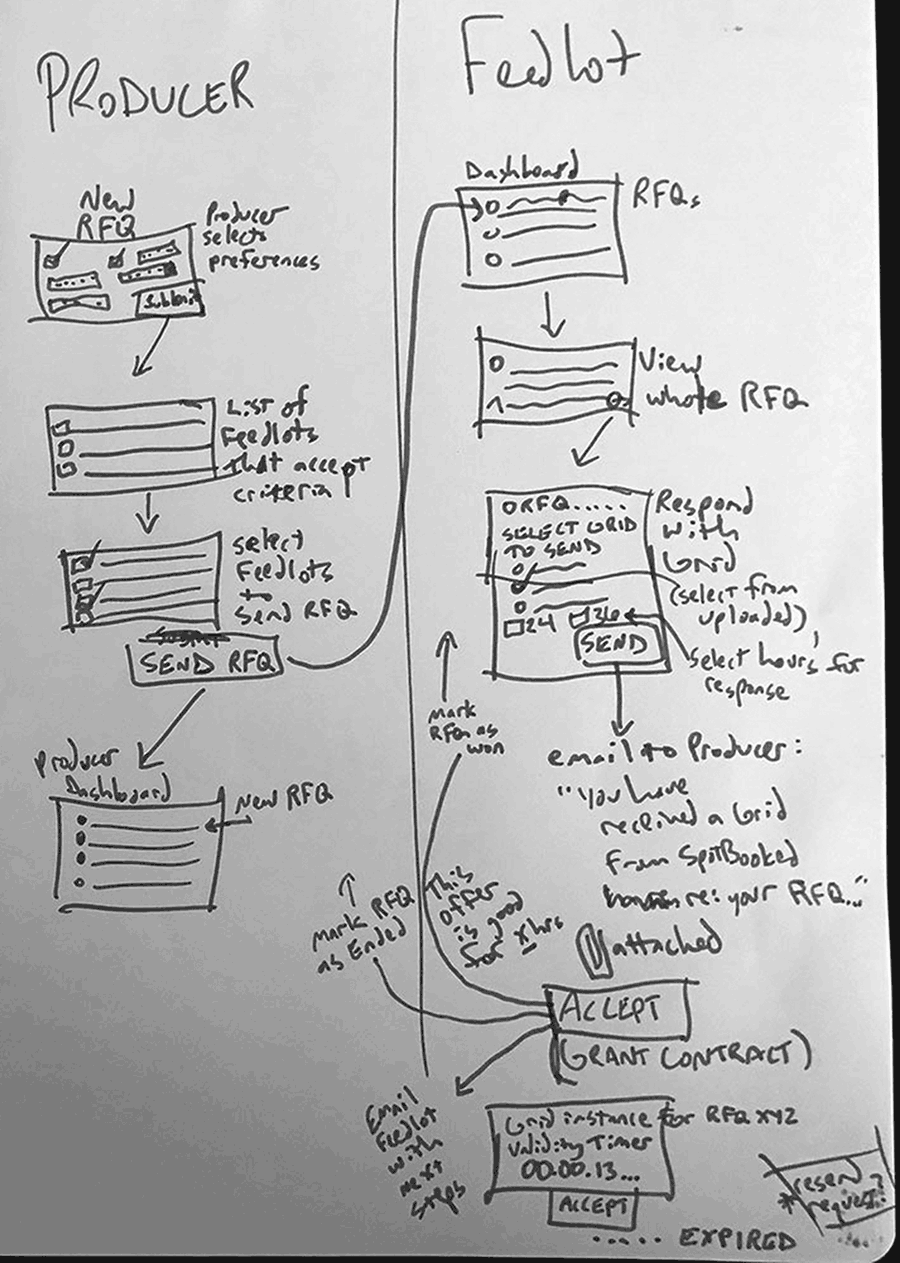 PRODUCER
New
RFQ
Producer
selects
preferences
Submit
List of
Feedlots
that accept
criteria
select
Feedlots
to
Send RFQ
SEND RFQ
Producer
Dashboard
New RFQ
mark RFQ
as Ended
Feedlot
Dashboard
RFQs
View
whole RFQ
RFQ.....
SELECT GRID
TO SEND
24
36
SEND
Respond
with
Grid
(select from
uploaded)
select hours for
response
mark
RFQ as
won
email to Producer:
"You have
received a Grid
from SpitBooked
re: your RFQ..."
attached
This
offer
is good
for x hrs
ACCEPT
(GRANT CONTRACT)
Email
Feedlot
with
next
steps
Grid instance for RFQ XYZ
Validity Timer
00.00.13...
ACCEPT
..... EXPIRED
*resend
request?